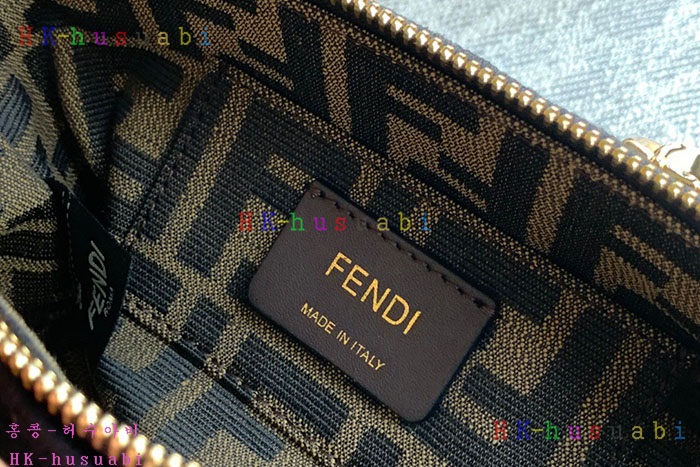 HK-husuabi
HK-husuabi
FENDI
MADE IN ITALY
FENDI
홍콩-허수아비
HK-husuabi
HK-husuabi